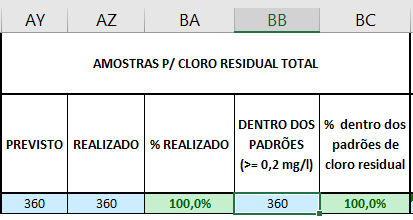 AY AZ BA BB BC
AMOSTRAS P/ CLORO RESIDUAL TOTAL
PREVISTO REALIZADO % REALIZADO DENTRO DOS PADRÕES (>= 0,2 mg/l) % dentro dos padrões de cloro residual
360 360 100,0% 360 100,0%